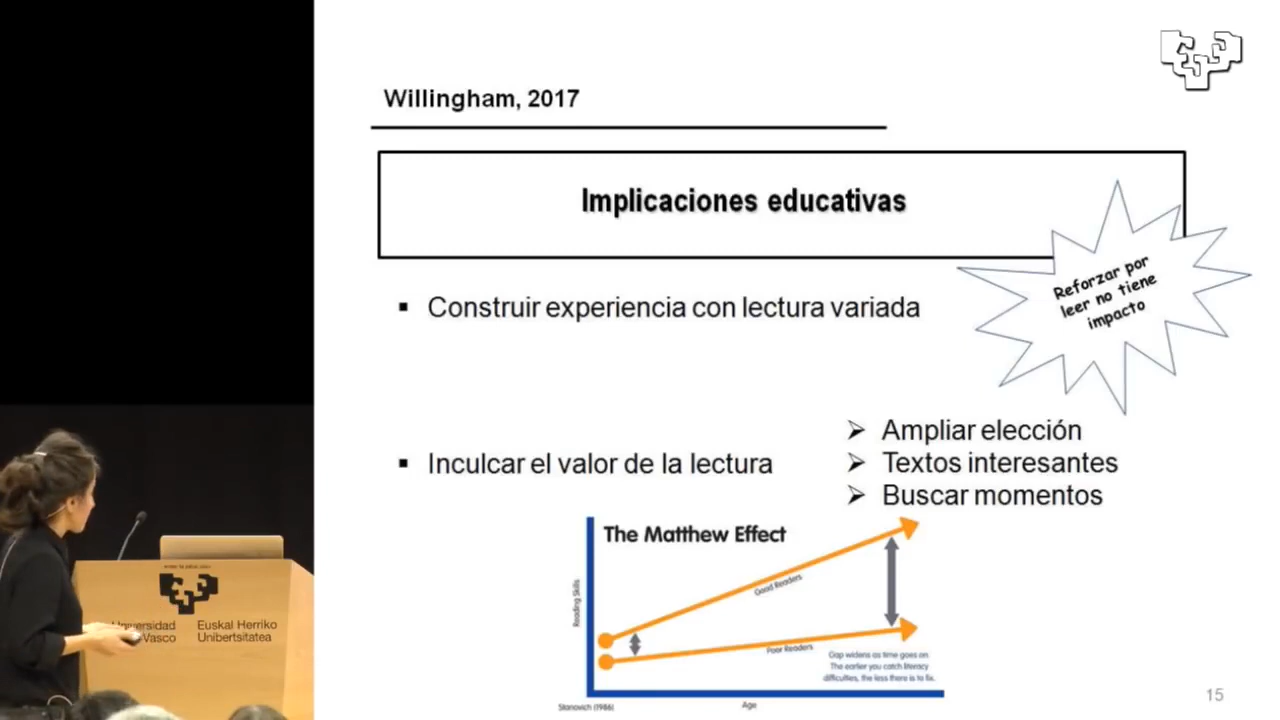 Willingham, 2017
Implicaciones educativas
Reforzar por
leer no tiene
impacto
▪ Construir experiencia con lectura variada
▪ Inculcar el valor de la lectura
➢ Ampliar elección
➢ Textos interesantes
➢ Buscar momentos
The Matthew Effect
Reading Skills
Good Readers
Poor Readers
Gap widens as time goes on.
The earlier you catch literacy
difficulties, the less there is to fix.
Stanovich (1986)
Age
15
Universidad
Vasco
Euskal Herriko
Unibertsitatea